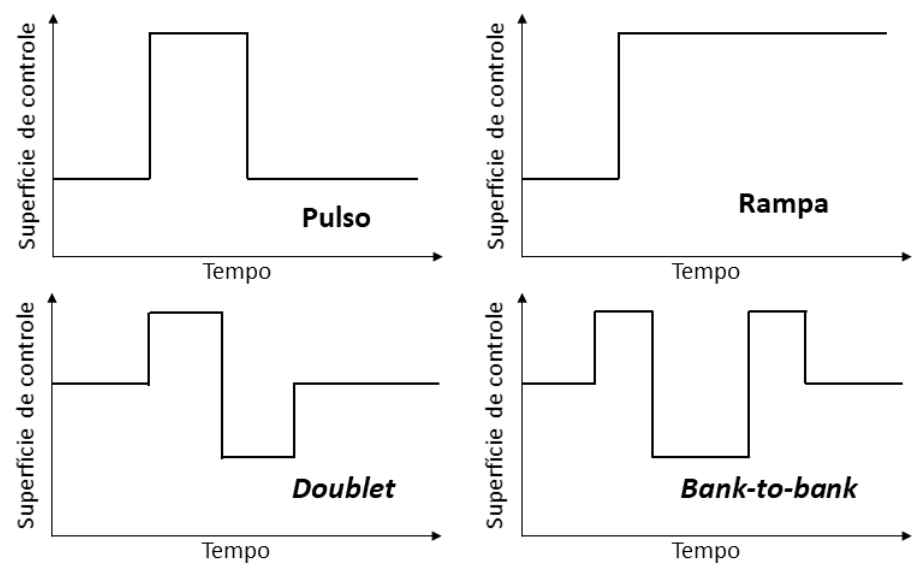 Superfície de controle
Pulso
Tempo
Superfície de controle
Rampa
Tempo
Superfície de controle
Doublet
Tempo
Superfície de controle
Bank-to-bank
Tempo